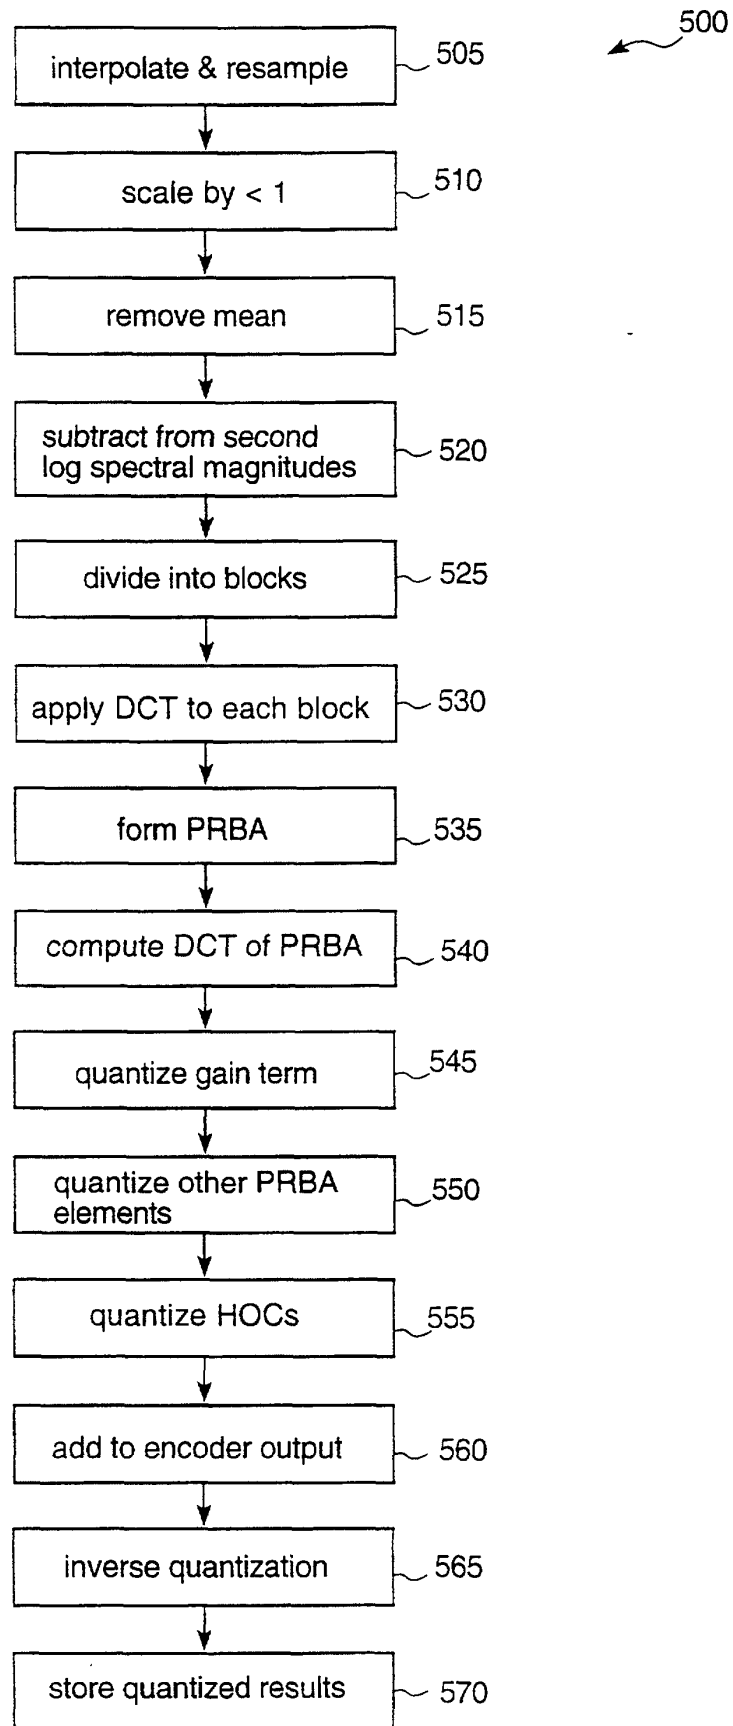 500
interpolate & resample 505
scale by < 1 510
remove mean 515
subtract from second
log spectral magnitudes 520
divide into blocks 525
apply DCT to each block 530
form PRBA 535
compute DCT of PRBA 540
quantize gain term 545
quantize other PRBA
elements 550
quantize HOCs 555
add to encoder output 560
inverse quantization 565
store quantized results 570